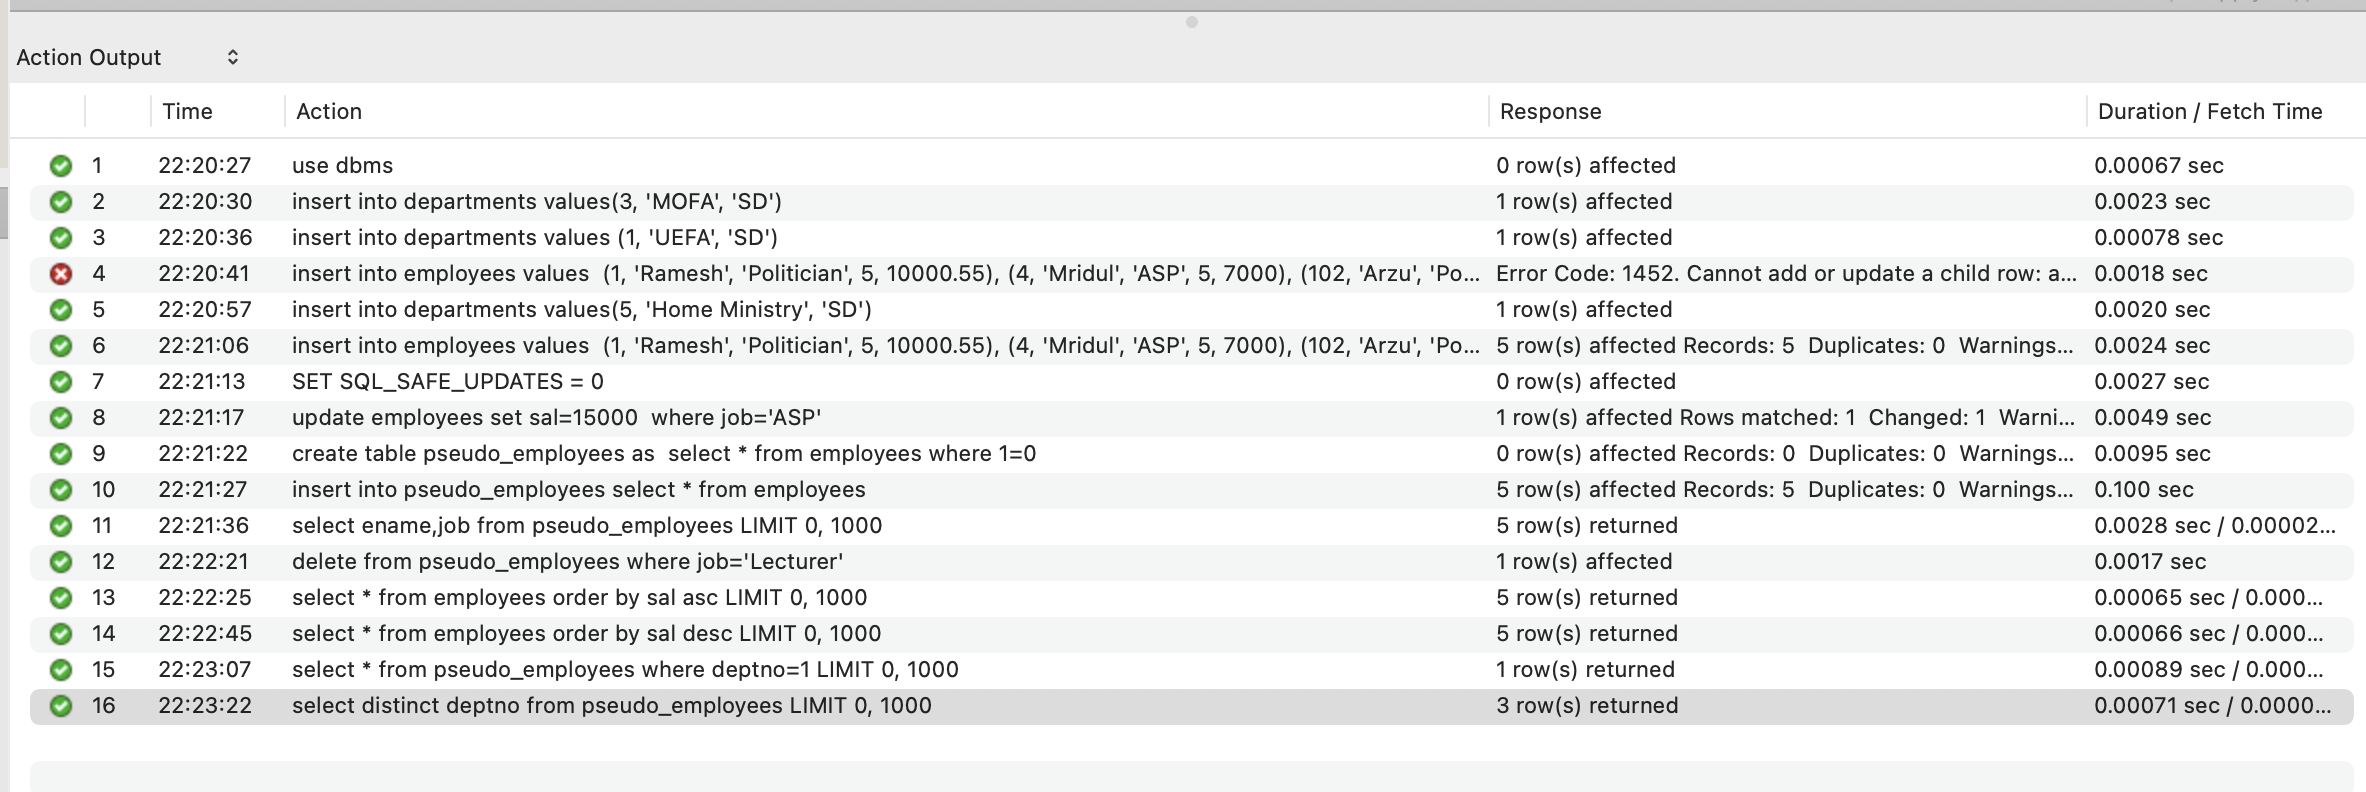 Action Output
Time Action Response Duration / Fetch Time
1 22:20:27 use dbms 0 row(s) affected 0.00067 sec
2 22:20:30 insert into departments values(3, 'MOFA', 'SD') 1 row(s) affected 0.0023 sec
3 22:20:36 insert into departments values (1, 'UEFA', 'SD') 1 row(s) affected 0.00078 sec
4 22:20:41 insert into employees values  (1, 'Ramesh', 'Politician', 5, 10000.55), (4, 'Mridul', 'ASP', 5, 7000), (102, 'Arzu', 'Po... Error Code: 1452. Cannot add or update a child row: a... 0.0018 sec
5 22:20:57 insert into departments values(5, 'Home Ministry', 'SD') 1 row(s) affected 0.0020 sec
6 22:21:06 insert into employees values  (1, 'Ramesh', 'Politician', 5, 10000.55), (4, 'Mridul', 'ASP', 5, 7000), (102, 'Arzu', 'Po... 5 row(s) affected Records: 5  Duplicates: 0  Warnings... 0.0024 sec
7 22:21:13 SET SQL_SAFE_UPDATES = 0 0 row(s) affected 0.0027 sec
8 22:21:17 update employees set sal=15000  where job='ASP' 1 row(s) affected Rows matched: 1  Changed: 1  Warni... 0.0049 sec
9 22:21:22 create table pseudo_employees as  select * from employees where 1=0 0 row(s) affected Records: 0  Duplicates: 0  Warnings... 0.0095 sec
10 22:21:27 insert into pseudo_employees select * from employees 5 row(s) affected Records: 5  Duplicates: 0  Warnings... 0.100 sec
11 22:21:36 select ename,job from pseudo_employees LIMIT 0, 1000 5 row(s) returned 0.0028 sec / 0.00002...
12 22:22:21 delete from pseudo_employees where job='Lecturer' 1 row(s) affected 0.0017 sec
13 22:22:25 select * from employees order by sal asc LIMIT 0, 1000 5 row(s) returned 0.00065 sec / 0.000...
14 22:22:45 select * from employees order by sal desc LIMIT 0, 1000 5 row(s) returned 0.00066 sec / 0.000...
15 22:23:07 select * from pseudo_employees where deptno=1 LIMIT 0, 1000 1 row(s) returned 0.00089 sec / 0.000...
16 22:23:22 select distinct deptno from pseudo_employees LIMIT 0, 1000 3 row(s) returned 0.00071 sec / 0.0000...